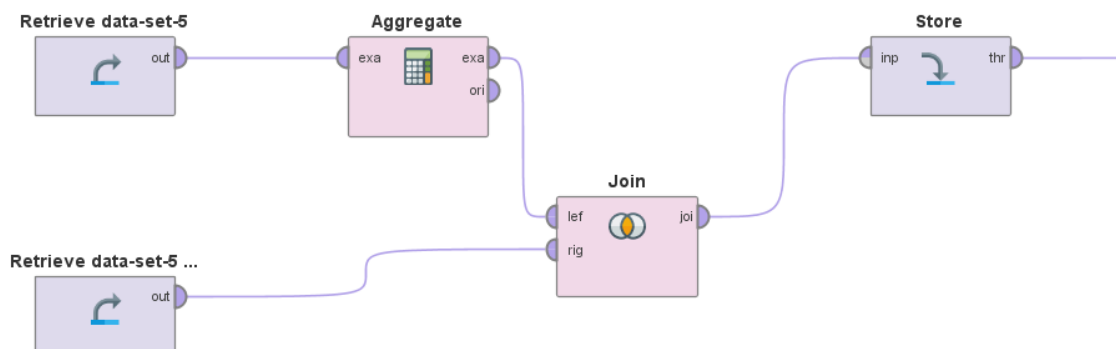 Retrieve data-set-5
out
Aggregate
exa
exa
ori
Store
inp
thr
Join
lef
joi
rig
Retrieve data-set-5 ...
out